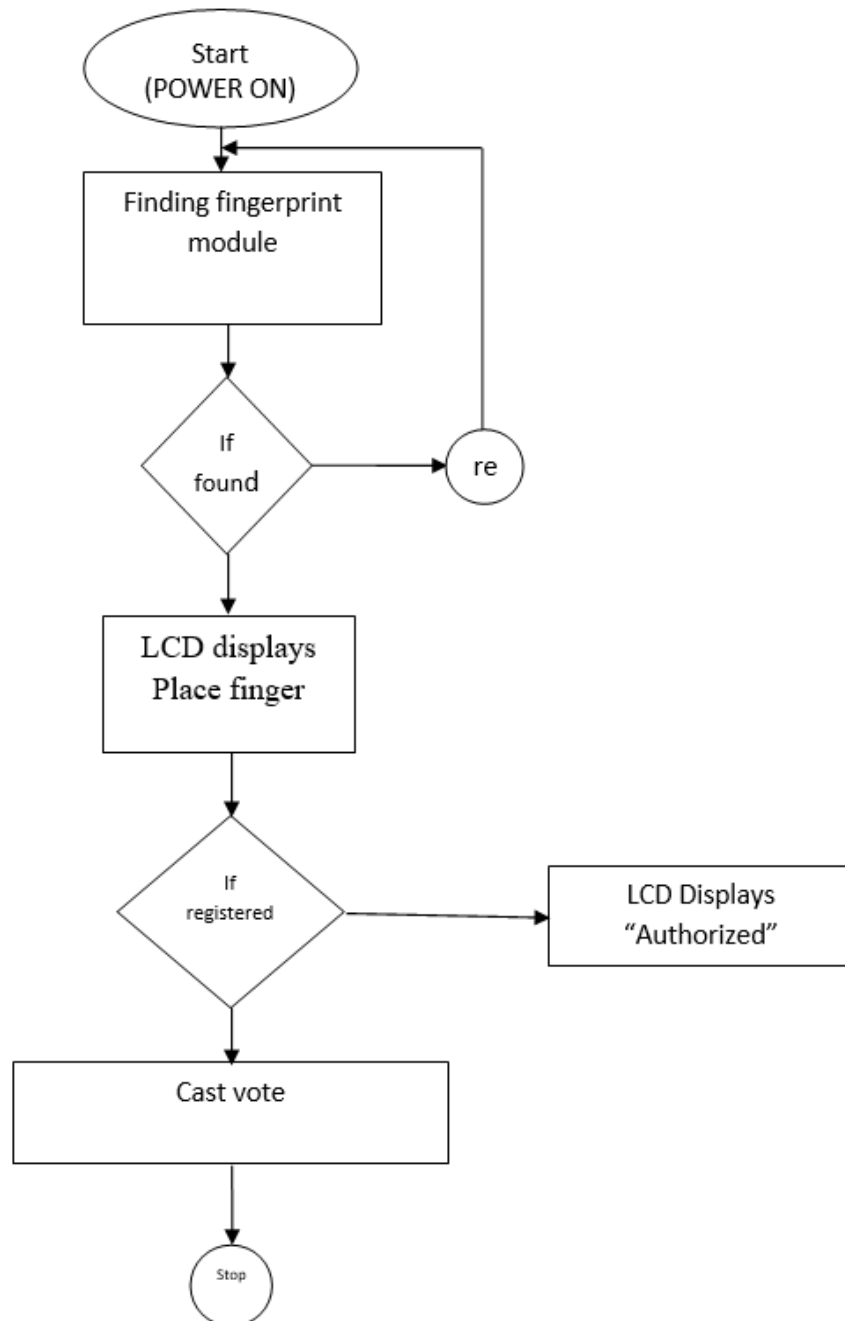 Start
(POWER ON)
Finding fingerprint
module
If
found
re
LCD displays
Place finger
If
registered
LCD Displays
“Authorized”
Cast vote
Stop